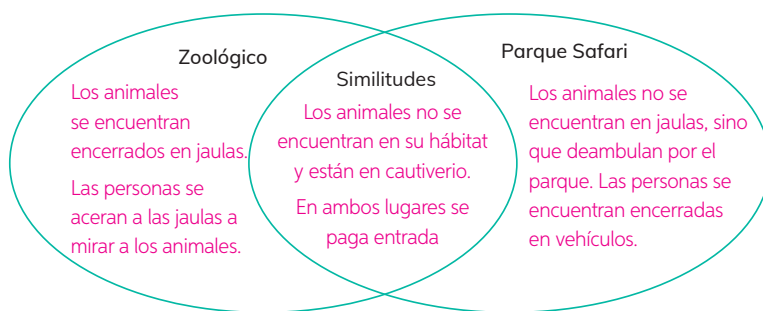 Zoológico
Los animales
se encuentran
encerrados en jaulas.
Las personas se
aceran a las jaulas a
mirar a los animales.
Similitudes
Los animales no se
encuentran en su hábitat
y están en cautiverio.
En ambos lugares se
paga entrada
Parque Safari
Los animales no se
encuentran en jaulas, sino
que deambulan por el
parque. Las personas se
encuentran encerradas
en vehículos.